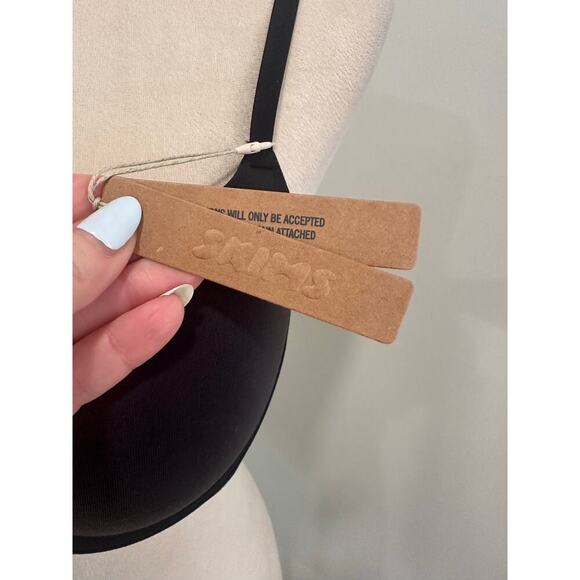 WILL ONLY BE ACCEPTED
ATTACHED
SKIMS